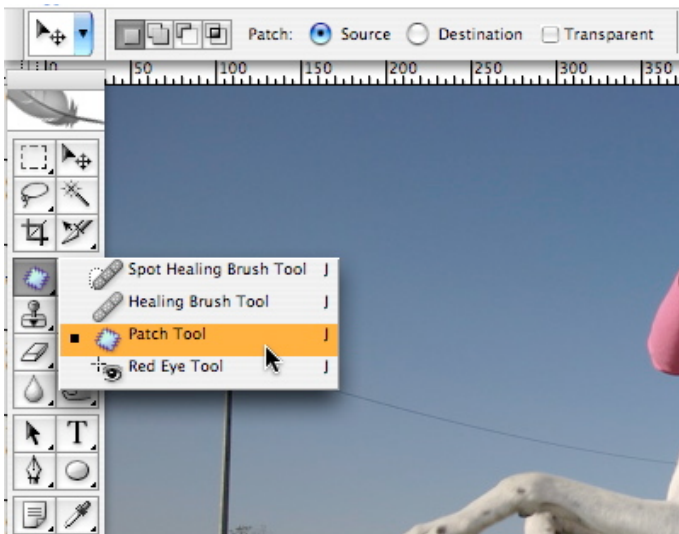 Patch: Source Destination Transparent
0 50 100 150 200 250 300 350
Spot Healing Brush Tool J
Healing Brush Tool J
Patch Tool J
Red Eye Tool J
T